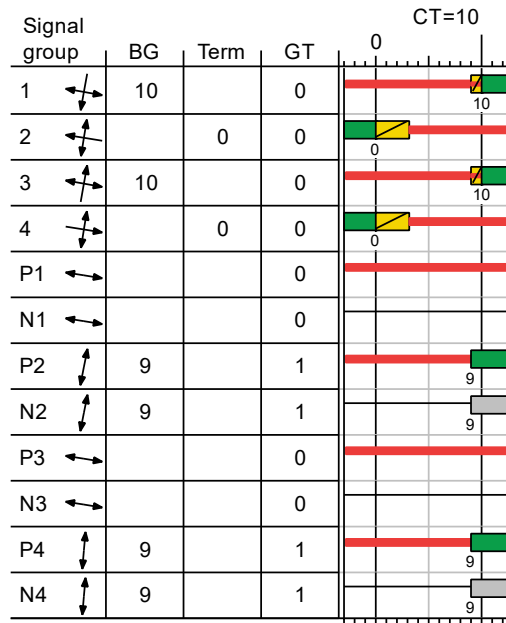 CT=10
Signal
group BG Term GT 0
1 10 0 10
2 0 0 0
3 10 0 10
4 0 0 0
P1 0
N1 0
P2 9 1 9
N2 9 1 9
P3 0
N3 0
P4 9 1 9
N4 9 1 9